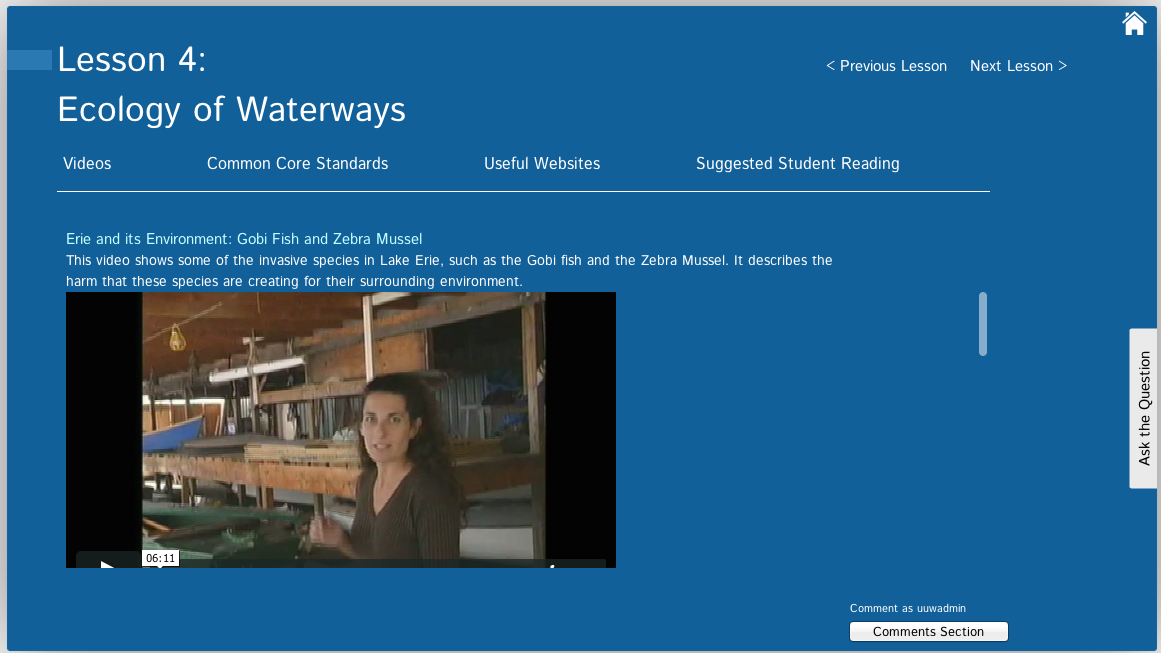 Lesson 4:
Ecology of Waterways
< Previous Lesson Next Lesson >
Videos Common Core Standards Useful Websites Suggested Student Reading
Erie and its Environment: Gobi Fish and Zebra Mussel
This video shows some of the invasive species in Lake Erie, such as the Gobi fish and the Zebra Mussel. It describes the
harm that these species are creating for their surrounding environment.
06:11
Ask the Question
Comment as uuwadmin
Comments Section